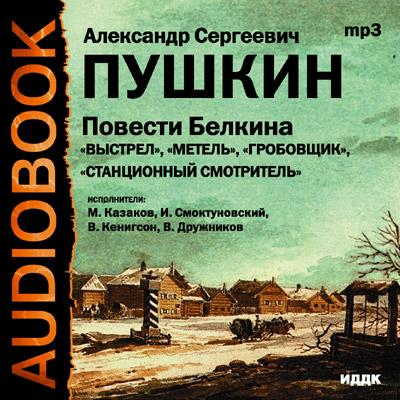 AUDIOBOOK
Александр Сергеевич
mp3
ПУШКИН
Повести Белкина
«ВЫСТРЕЛ», «МЕТЕЛЬ», «ГРОБОВЩИК»,
«СТАНЦИОННЫЙ СМОТРИТЕЛЬ»
ИСПОЛНИТЕЛИ:
М. Казаков, И. Смоктуновский,
В. Кенигсон, В. Дружников
ИДДК